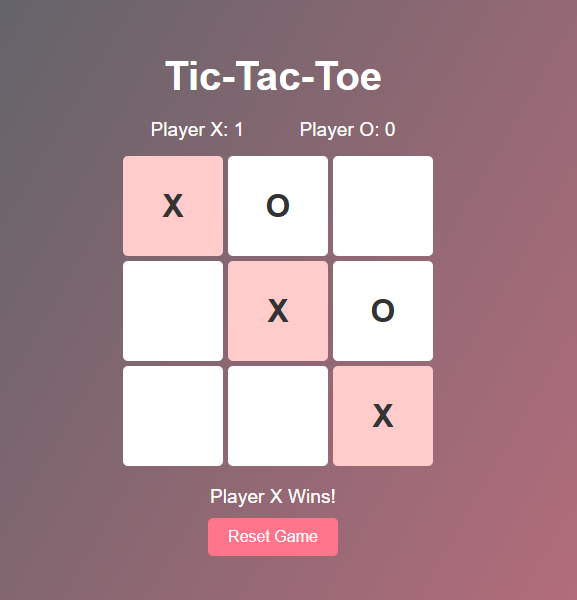 Tic-Tac-Toe
Player X: 1 Player O: 0
X O
X O
X
Player X Wins!
Reset Game